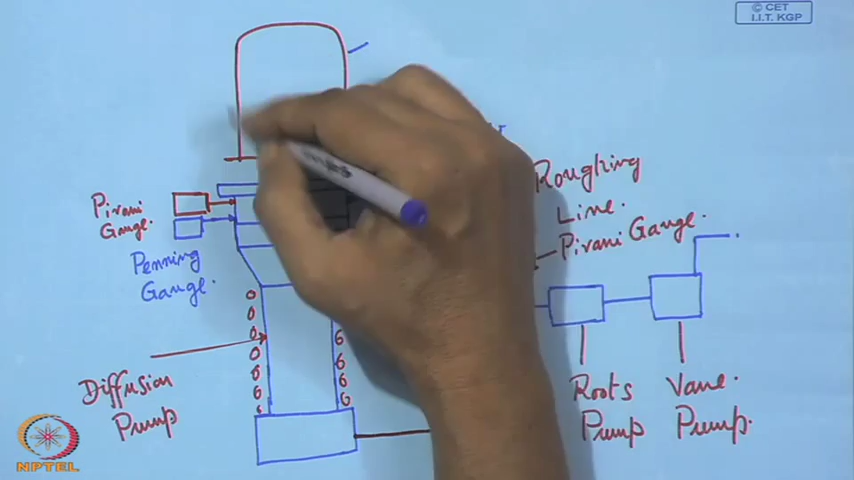 © CET
I.I.T. KGP
Roughing
Line.
Pirani Gauge.
Pirani
Gauge.
Penning
Gauge.
Diffusion
Pump
Roots
Pump
Vane.
Pump.
NPTEL